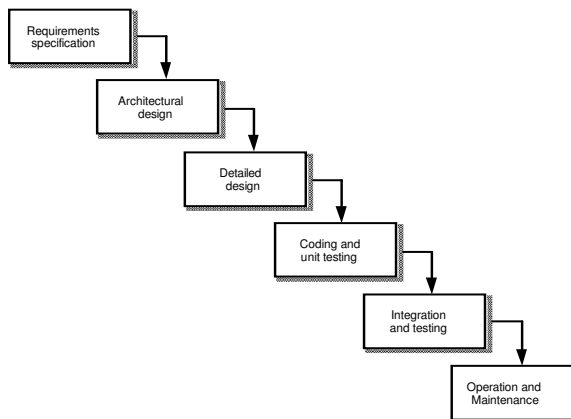 Requirements
specification
Architectural
design
Detailed
design
Coding and
unit testing
Integration
and testing
Operation and
Maintenance